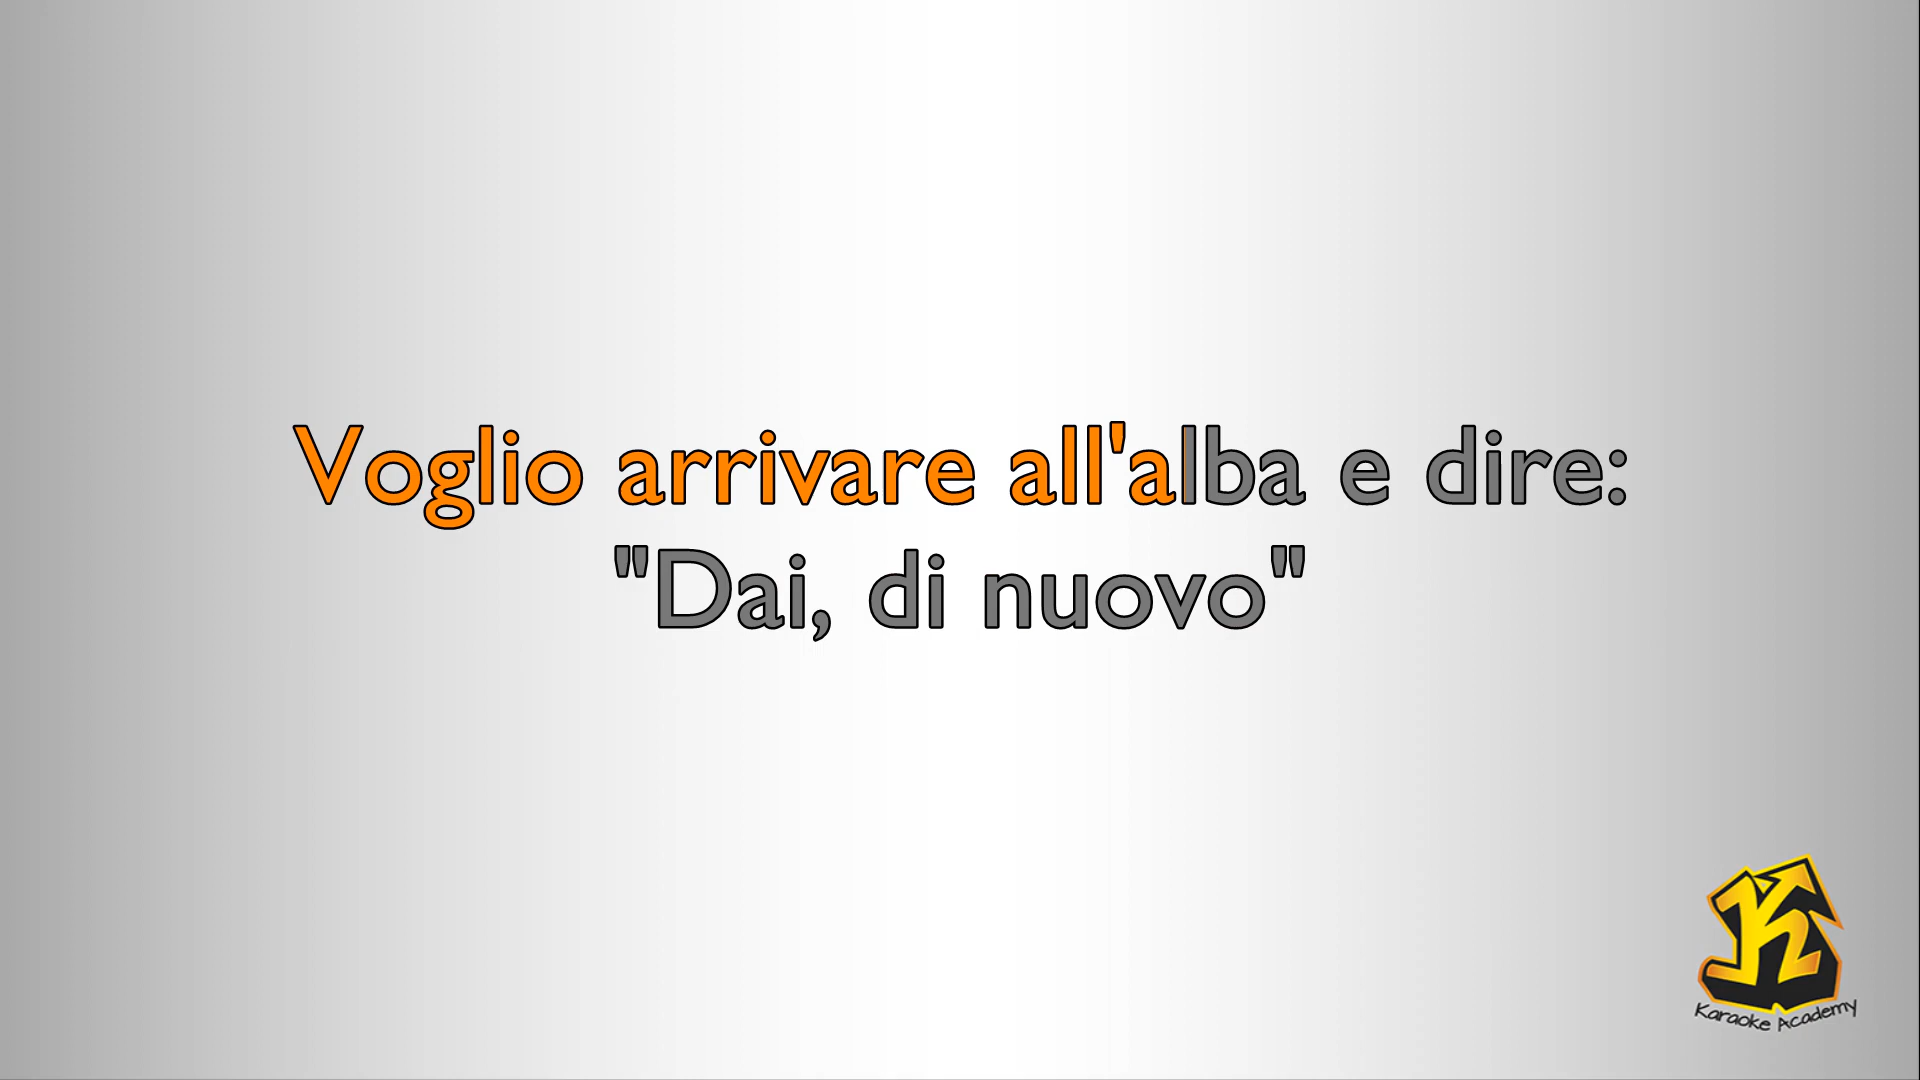 Voglio arrivare all'alba e dire:
"Dai, di nuovo"
K
Karaoke Academy